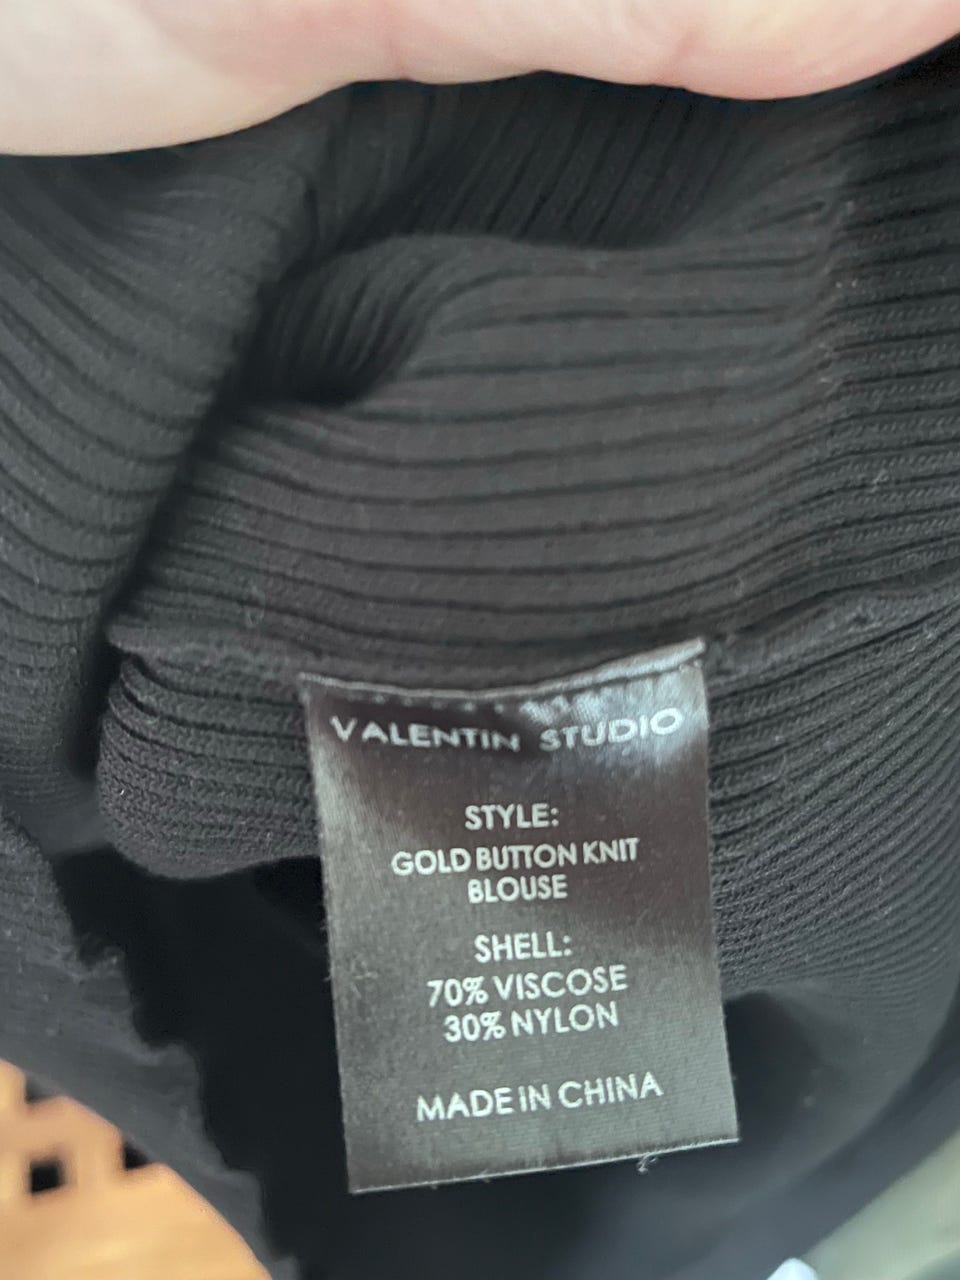 VALENTIN STUDIO
STYLE:
GOLD BUTTON KNIT
BLOUSE
SHELL:
70% VISCOSE
30% NYLON
MADE IN CHINA